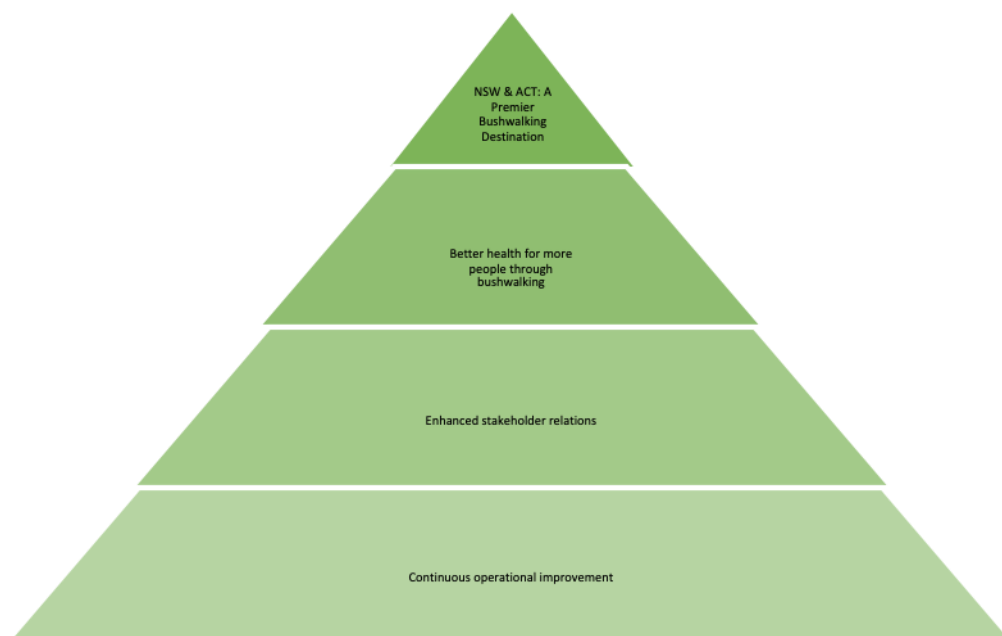 NSW & ACT: A
Premier
Bushwalking
Destination
Better health for more
people through
bushwalking
Enhanced stakeholder relations
Continuous operational improvement